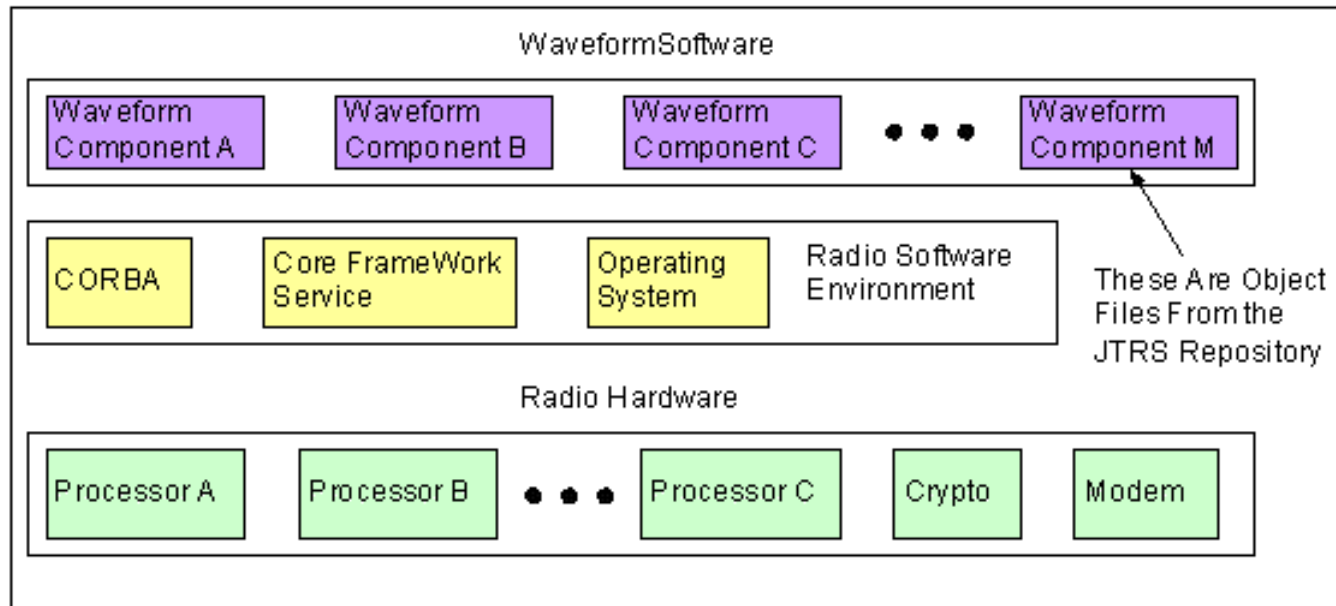 WaveformSoftware
Waveform
Component A
Waveform
Component B
Waveform
Component C
Waveform
Component M
CORBA
Core FrameWork
Service
Operating
System
Radio Software
Environment
These Are Object
Files From the
JTRS Repository
Radio Hardware
Processor A
Processor B
Processor C
Crypto
Modem